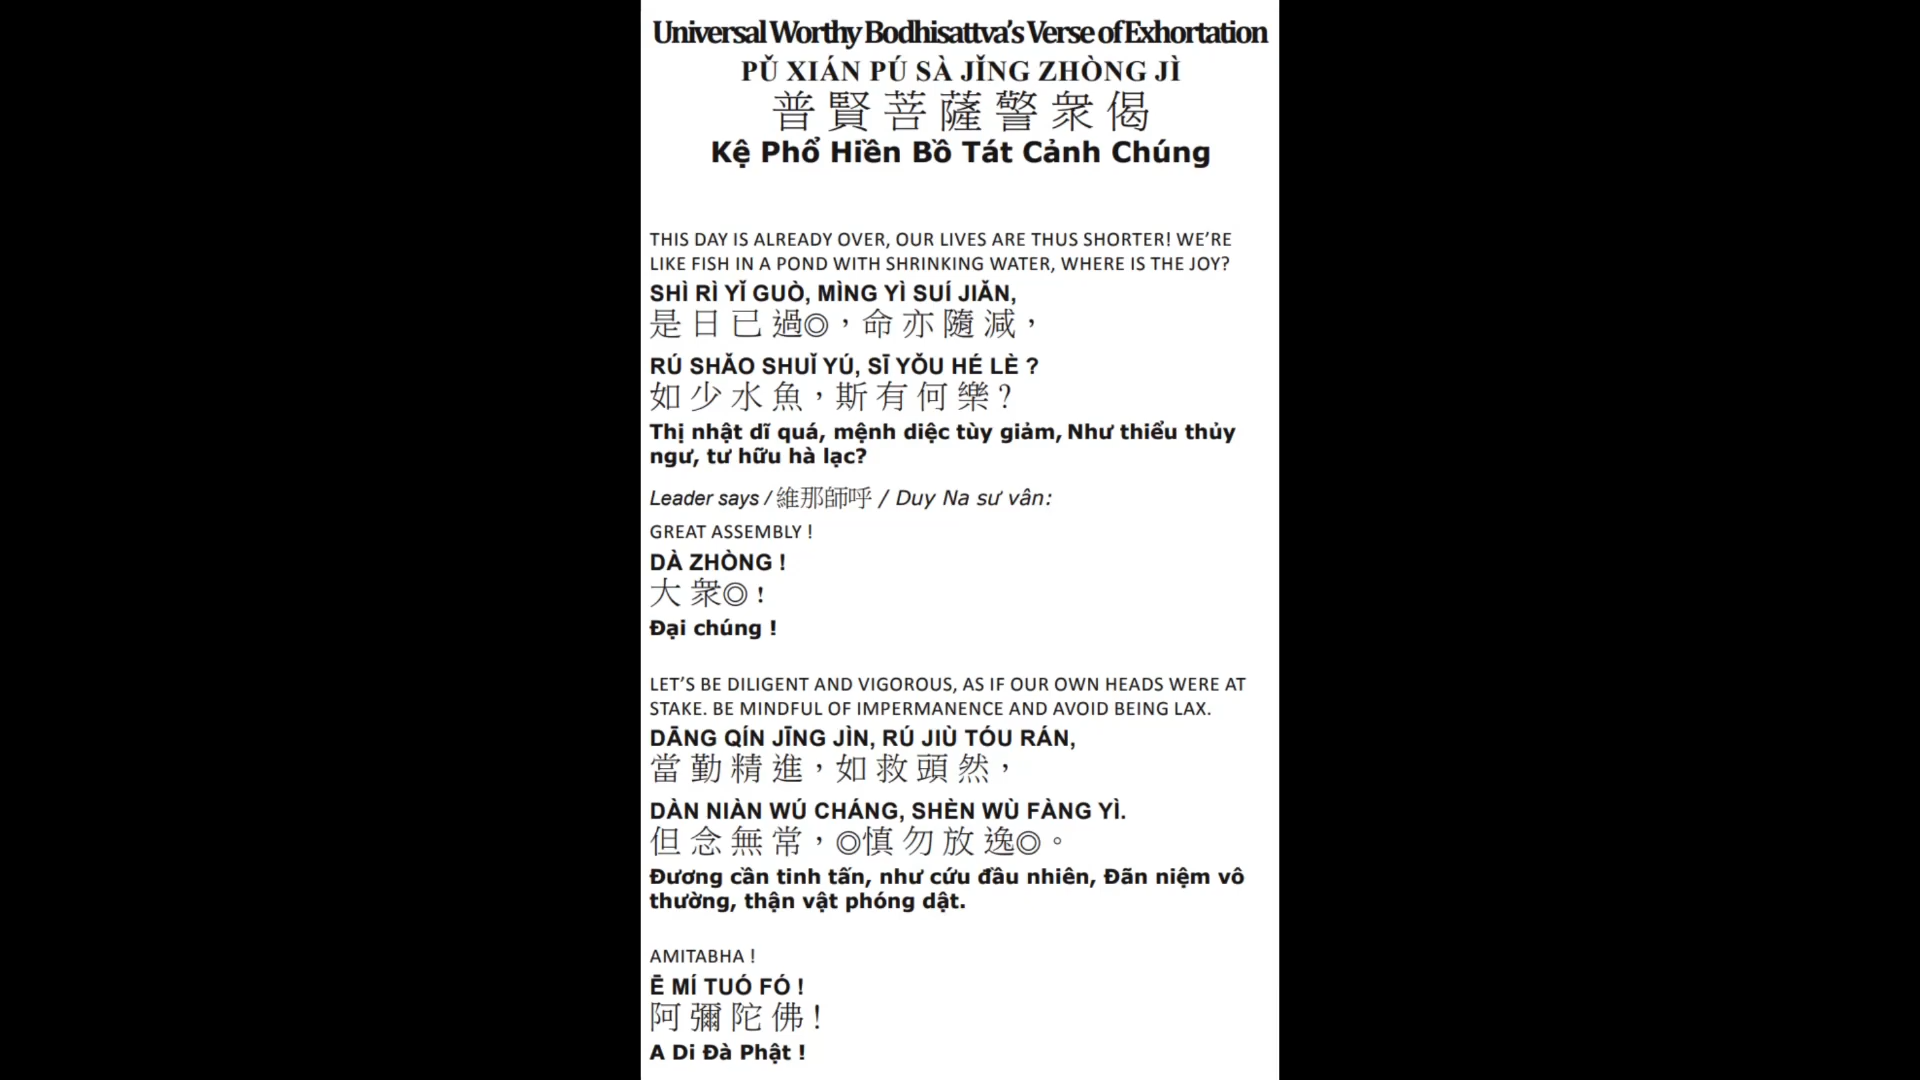 Universal Worthy Bodhisattva's Verse of Exhortation
PǓ XIÁN PÚ SÀ JǏNG ZHÒNG JÌ
普賢菩薩警衆偈
Kệ Phổ Hiền Bồ Tát Cảnh Chúng
THIS DAY IS ALREADY OVER, OUR LIVES ARE THUS SHORTER! WE'RE
LIKE FISH IN A POND WITH SHRINKING WATER, WHERE IS THE JOY?
SHÌ RÌ YǏ GUÒ, MÌNG YÌ SUÍ JIǍN,
是日已過◎，命亦隨減，
RÚ SHǍO SHUǏ YÚ, SĪ YǑU HÉ LÈ ?
如少水魚，斯有何樂?
Thị nhật dĩ quá, mệnh diệc tùy giảm, Như thiểu thủy
ngư, tư hữu hà lạc?
Leader says / 維那師呼 / Duy Na sư vân:
GREAT ASSEMBLY !
DÀ ZHÒNG !
大衆◎ !
Đại chúng !
LET'S BE DILIGENT AND VIGOROUS, AS IF OUR OWN HEADS WERE AT
STAKE. BE MINDFUL OF IMPERMANENCE AND AVOID BEING LAX.
DĀNG QÍN JĪNG JÌN, RÚ JIÙ TÓU RÁN,
當勤精進，如救頭然，
DÀN NIÀN WÚ CHÁNG, SHÈN WÙ FÀNG YÌ.
但念無常，◎慎勿放逸◎。
Đương cần tinh tấn, như cứu đầu nhiên, Đãn niệm vô
thường, thận vật phóng dật.
AMITABHA !
Ē MÍ TUÓ FÓ !
阿彌陀佛 !
A Di Đà Phật !